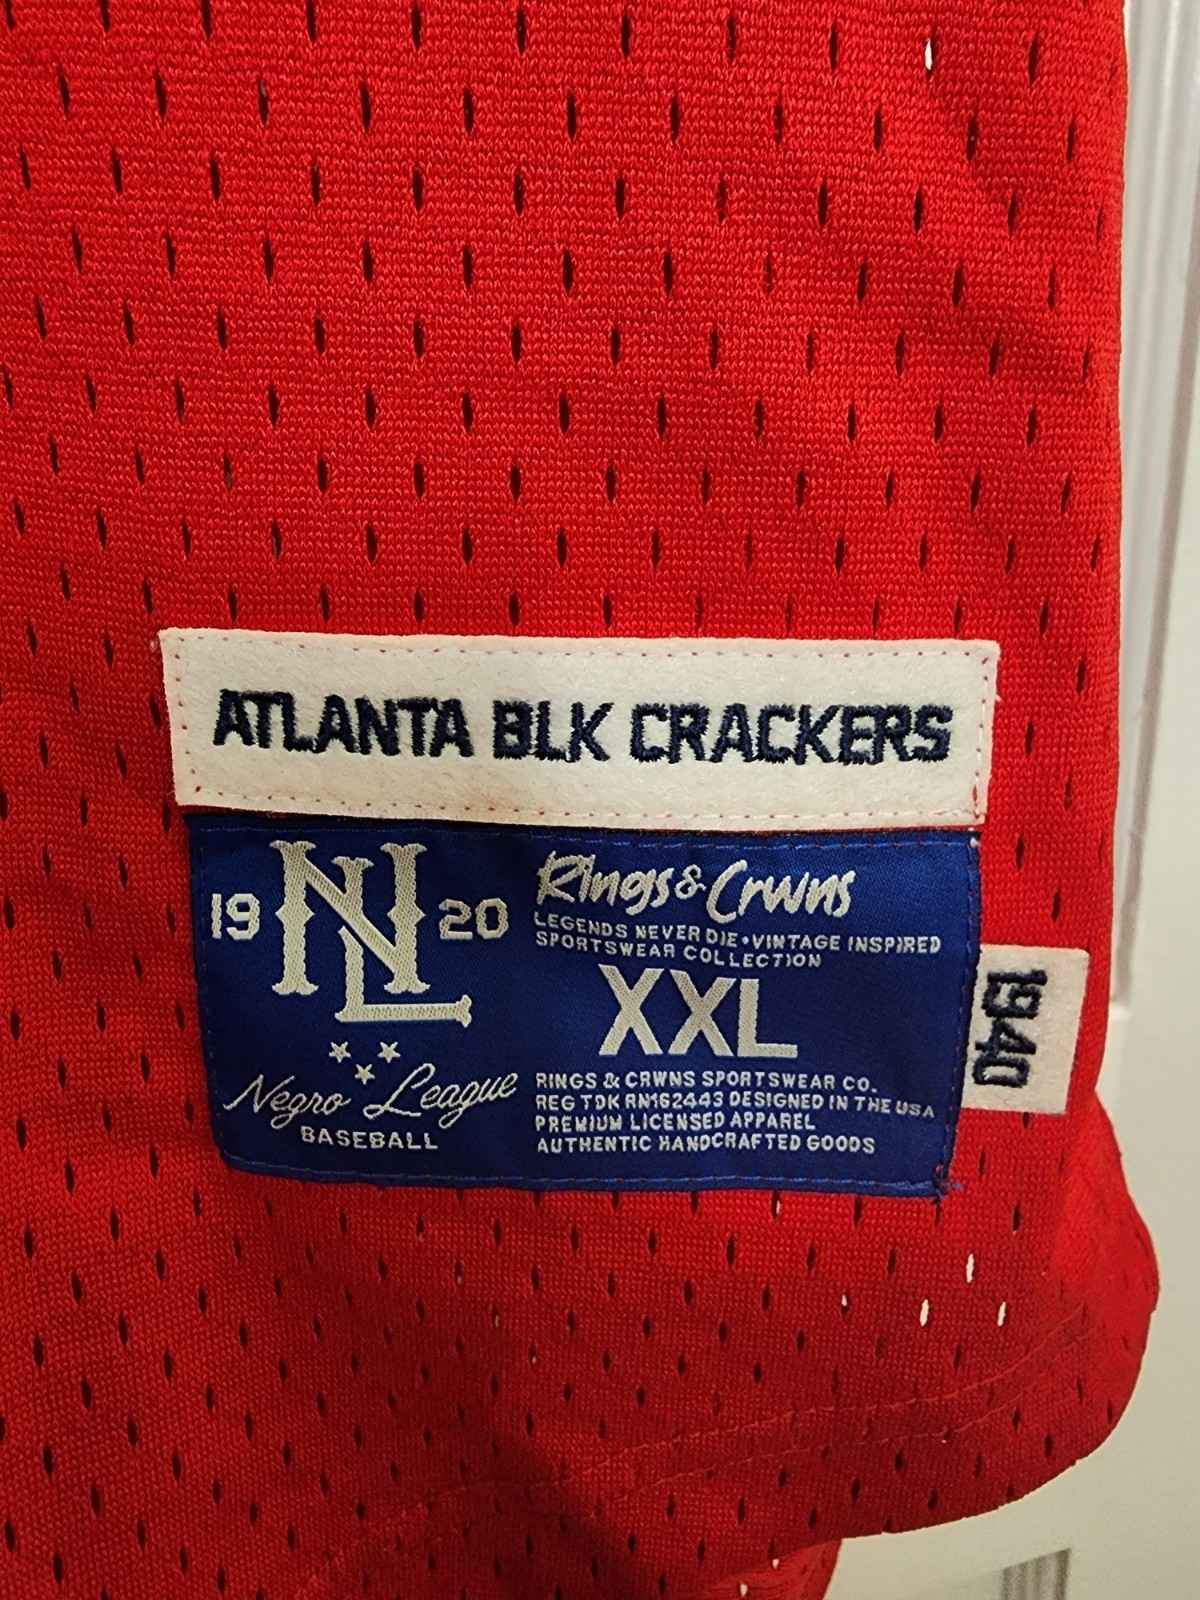 ATLANTA BLK CRACKERS
19 NL 20
Negro League
BASEBALL
Rings & Crwns
LEGENDS NEVER DIE • VINTAGE INSPIRED
SPORTSWEAR COLLECTION
XXL
RINGS & CRWNS SPORTSWEAR CO.
REG TDK RN162443 DESIGNED IN THE USA
PREMIUM LICENSED APPAREL
AUTHENTIC HANDCRAFTED GOODS
1940